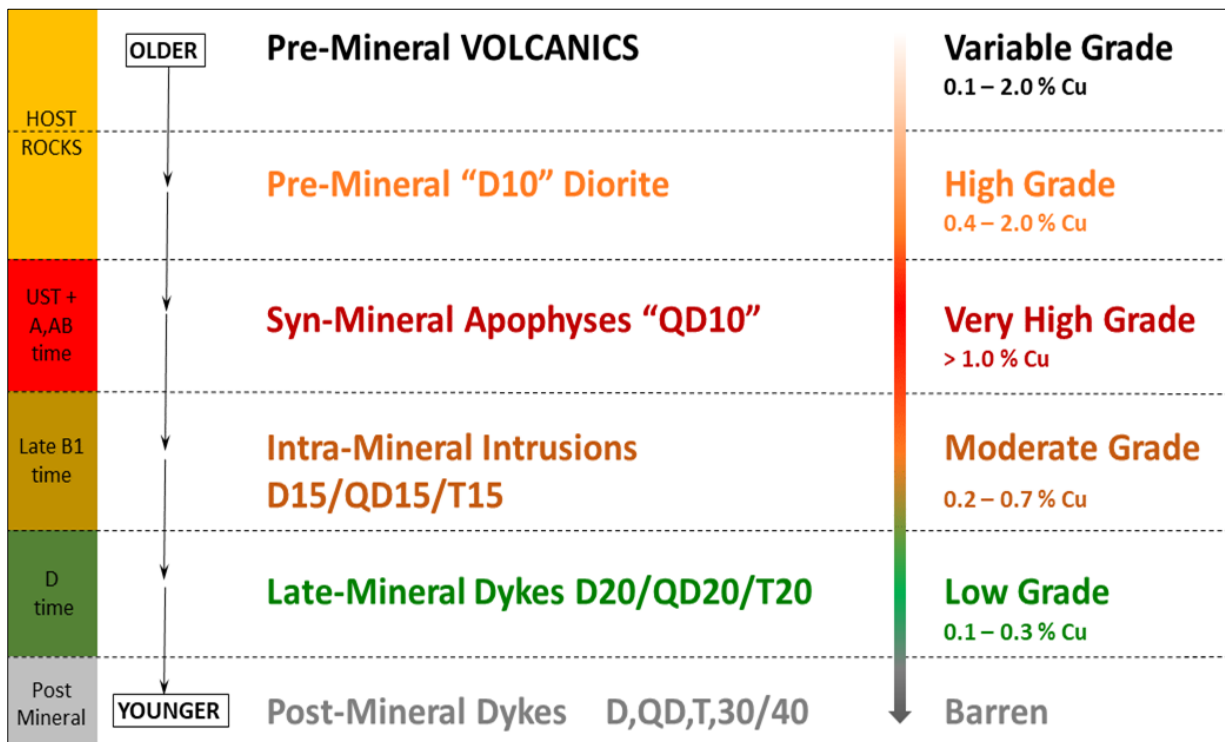 HOST
ROCKS
OLDER
Pre-Mineral VOLCANICS
Variable Grade
0.1 – 2.0 % Cu
Pre-Mineral “D10” Diorite
High Grade
0.4 – 2.0 % Cu
UST +
A,AB
time
Syn-Mineral Apophyses “QD10”
Very High Grade
> 1.0 % Cu
Late B1
time
Intra-Mineral Intrusions
D15/QD15/T15
Moderate Grade
0.2 – 0.7 % Cu
D
time
Late-Mineral Dykes D20/QD20/T20
Low Grade
0.1 – 0.3 % Cu
Post
Mineral
YOUNGER
Post-Mineral Dykes D,QD,T,30/40
Barren